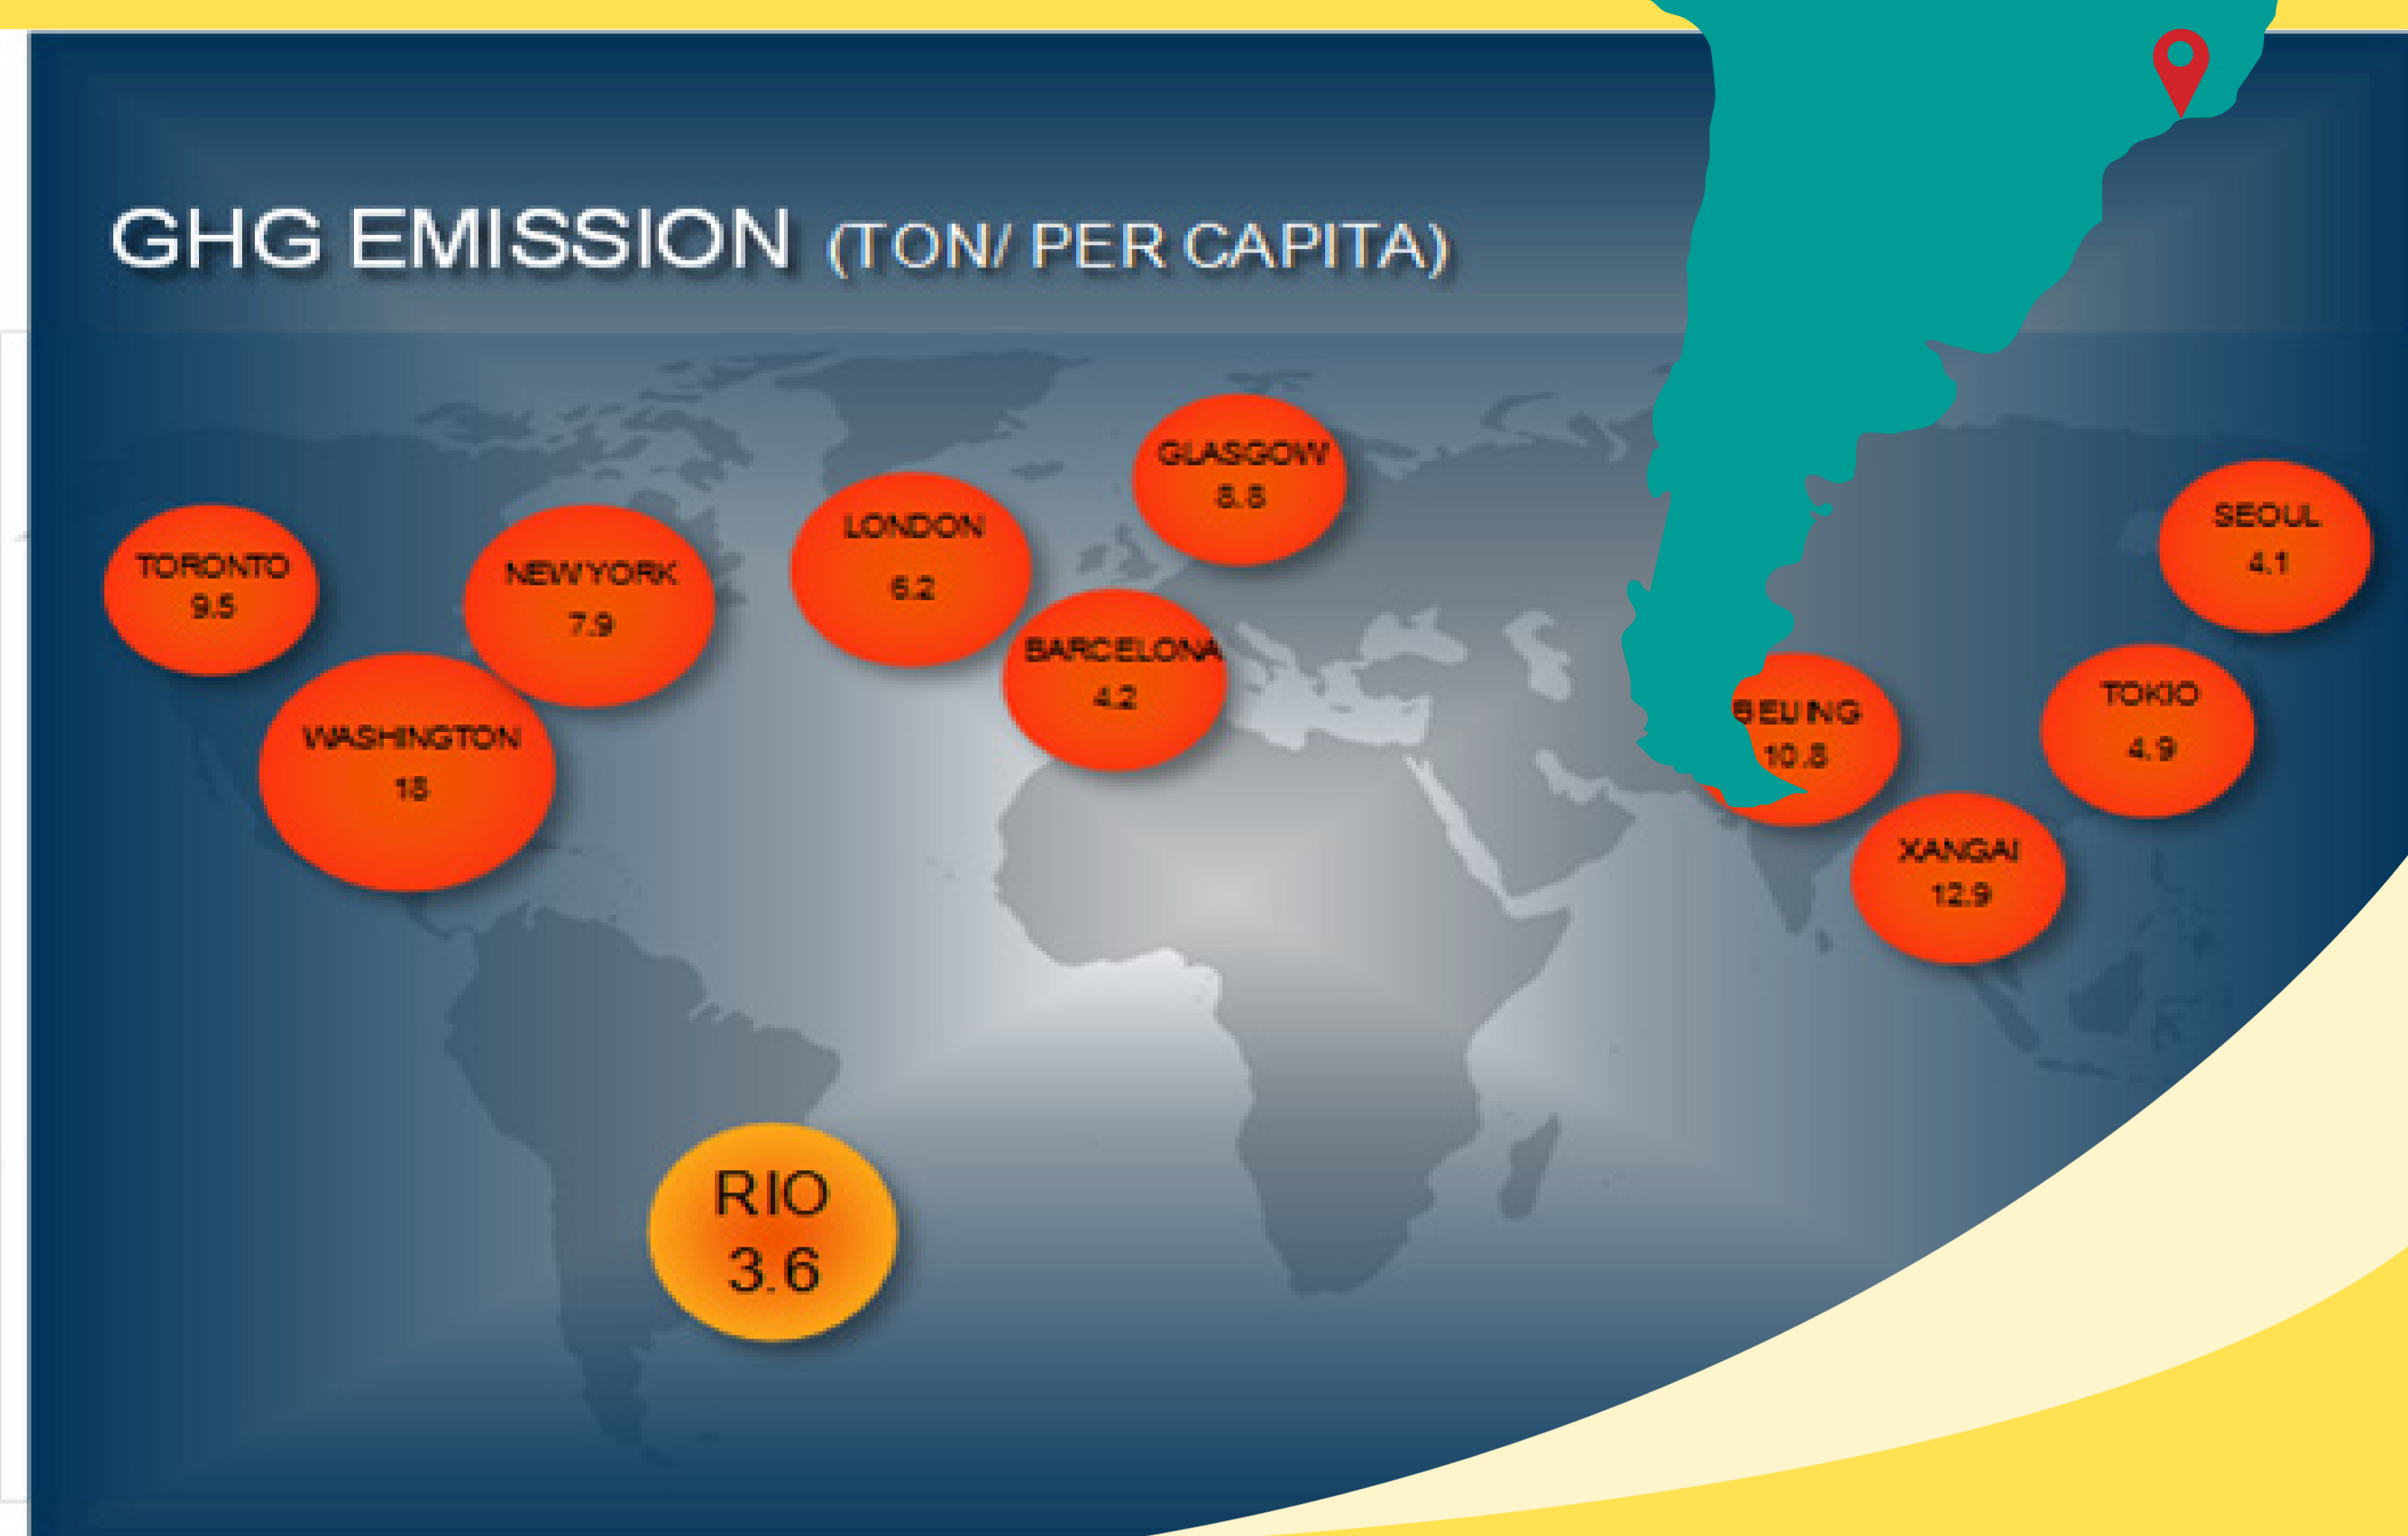 GHG EMISSION (TON/ PER CAPITA)
GLASGOW
8.8
SEOUL
4.1
LONDON
6.2
TORONTO
9.5
NEW YORK
7.9
BARCELONA
4.2
WASHINGTON
18
BEIJING
10.8
TOKIO
4.9
XANGAI
12.9
RIO
3.6